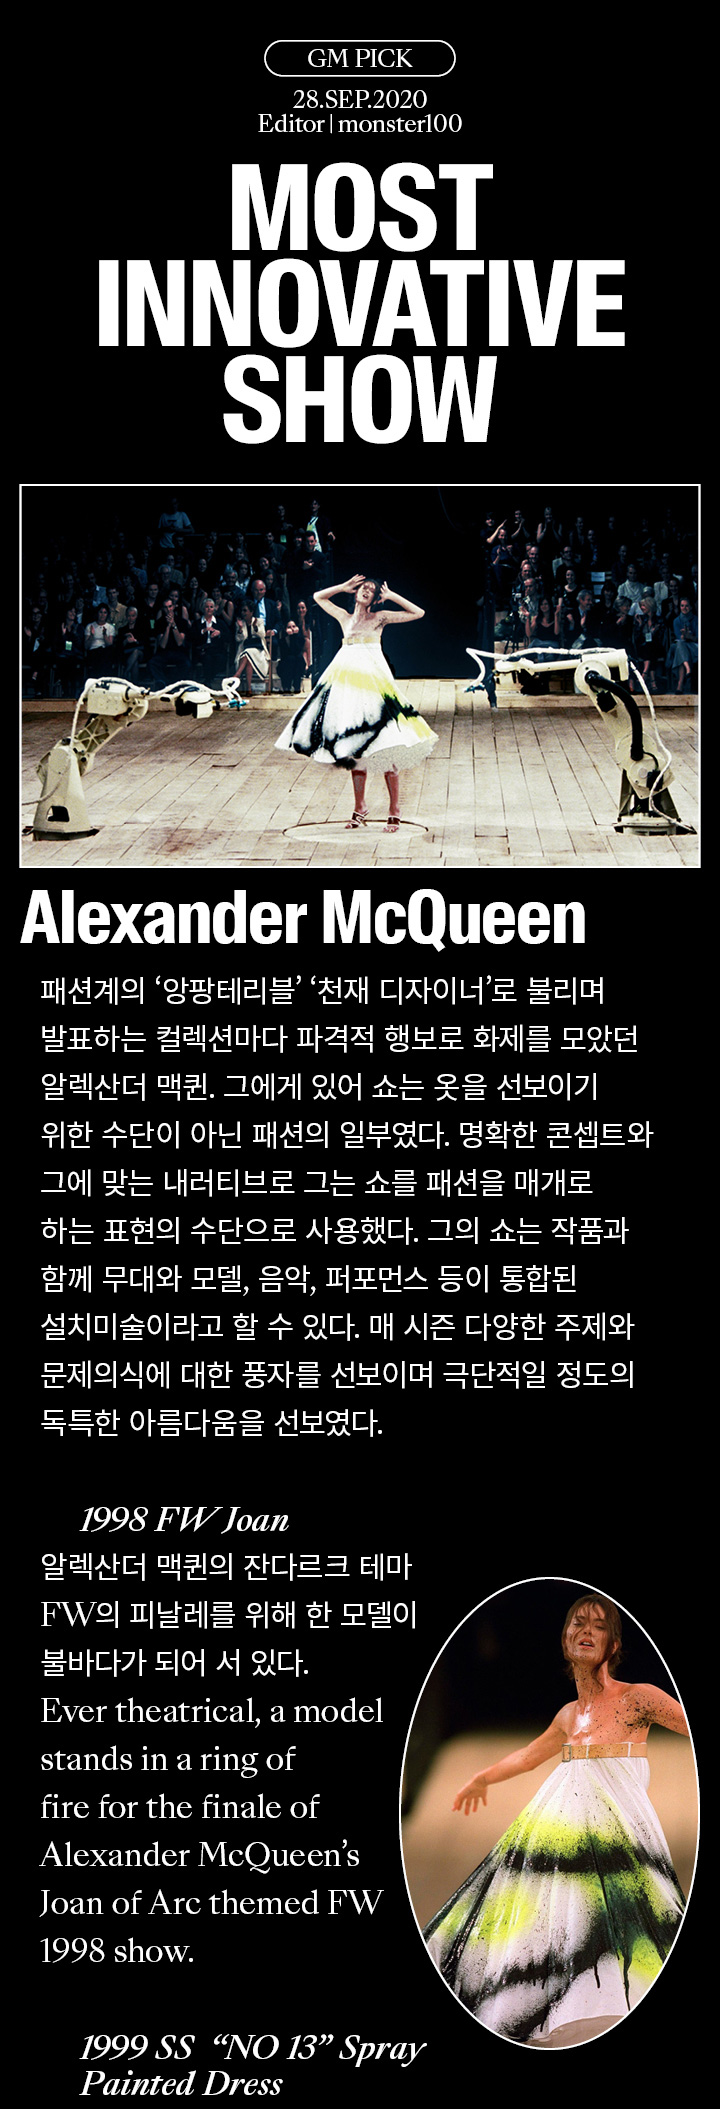 GM PICK
28.SEP.2020
Editor | monster100
MOST
INNOVATIVE
SHOW
Alexander McQueen
패션계의 ‘앙팡테리블’ ‘천재 디자이너’로 불리며
발표하는 컬렉션마다 파격적 행보로 화제를 모았던
알렉산더 맥퀸. 그에게 있어 쇼는 옷을 선보이기
위한 수단이 아닌 패션의 일부였다. 명확한 콘셉트와
그에 맞는 내러티브로 그는 쇼를 패션을 매개로
하는 표현의 수단으로 사용했다. 그의 쇼는 작품과
함께 무대와 모델, 음악, 퍼포먼스 등이 통합된
설치미술이라고 할 수 있다. 매 시즌 다양한 주제와
문제의식에 대한 풍자를 선보이며 극단적일 정도의
독특한 아름다움을 선보였다.
1998 FW Joan
알렉산더 맥퀸의 잔다르크 테마
FW의 피날레를 위해 한 모델이
불바다가 되어 서 있다.
Ever theatrical, a model
stands in a ring of
fire for the finale of
Alexander McQueen’s
Joan of Arc themed FW
1998 show.
1999 SS “NO 13” Spray
Painted Dress